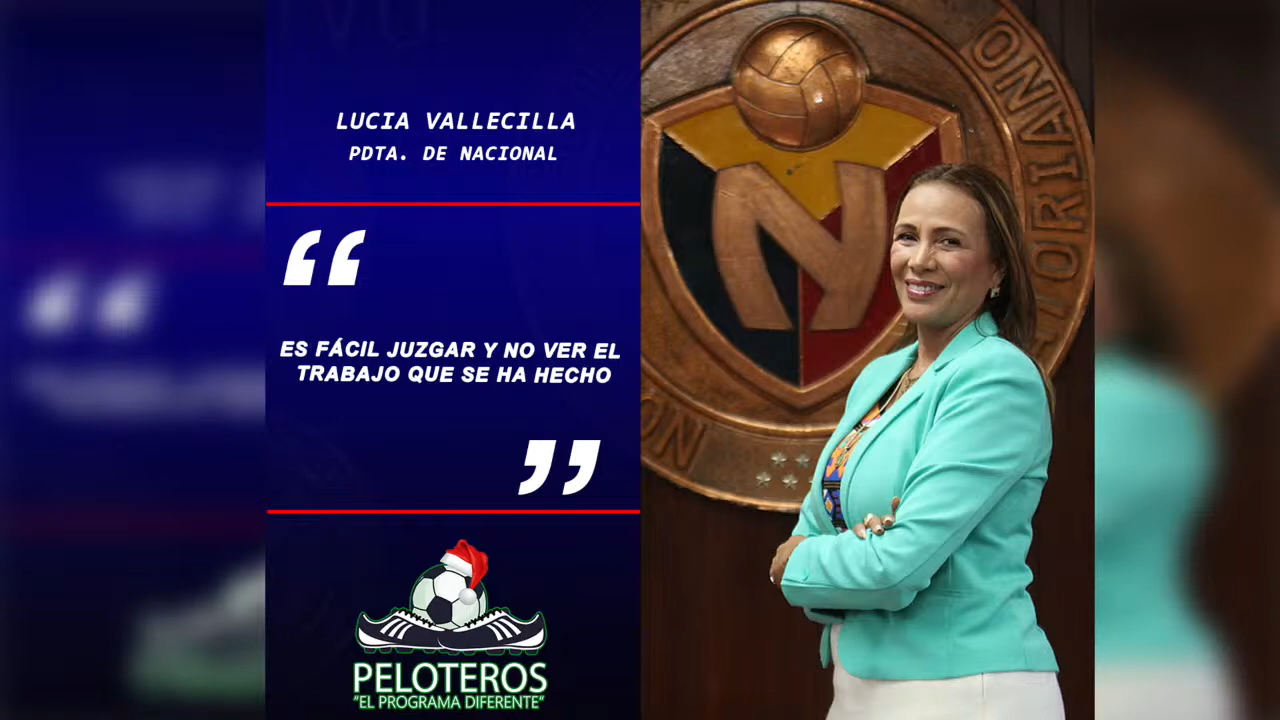 LUCIA VALLECILLA
PDTA. DE NACIONAL
“
ES FÁCIL JUZGAR Y NO VER EL
TRABAJO QUE SE HA HECHO
”
PELOTEROS
"EL PROGRAMA DIFERENTE"
N